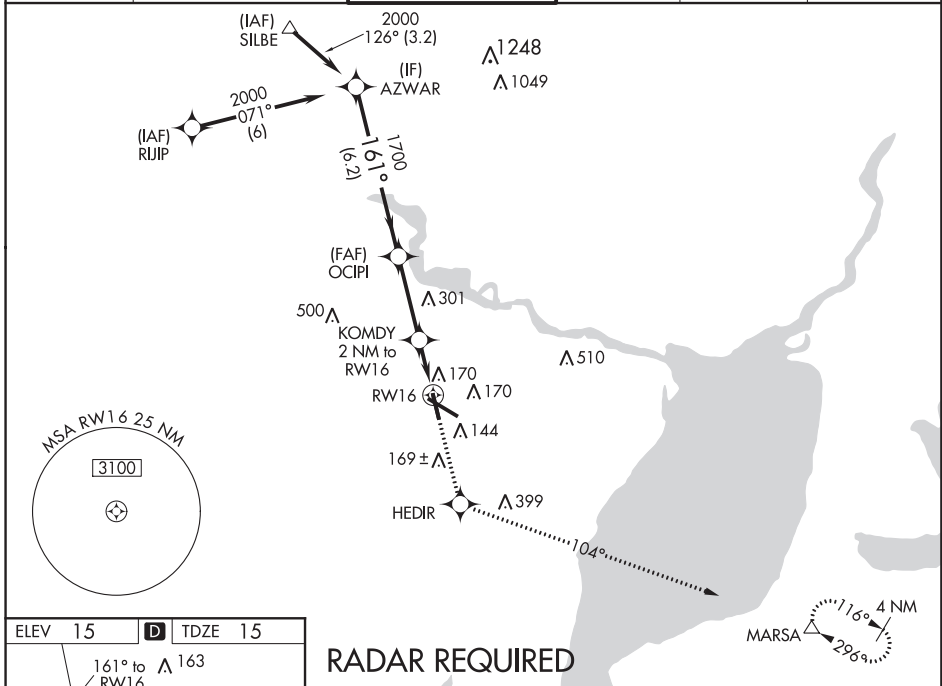 (IAF)
SILBE
2000
126° (3.2)
1248
1049
(IF)
AZWAR
2000
071°
(6)
(IAF)
RIJIP
1700
161°
(6.2)
(FAF)
OCIPI
301
500
KOMDY
2 NM to
RW16
510
170
170
RW16
144
169 ±
MSA RW16 25 NM
3100
HEDIR
399
104°
116°
4 NM
MARSA
296°
ELEV 15 D TDZE 15
161° to
RW16
163
RADAR REQUIRED